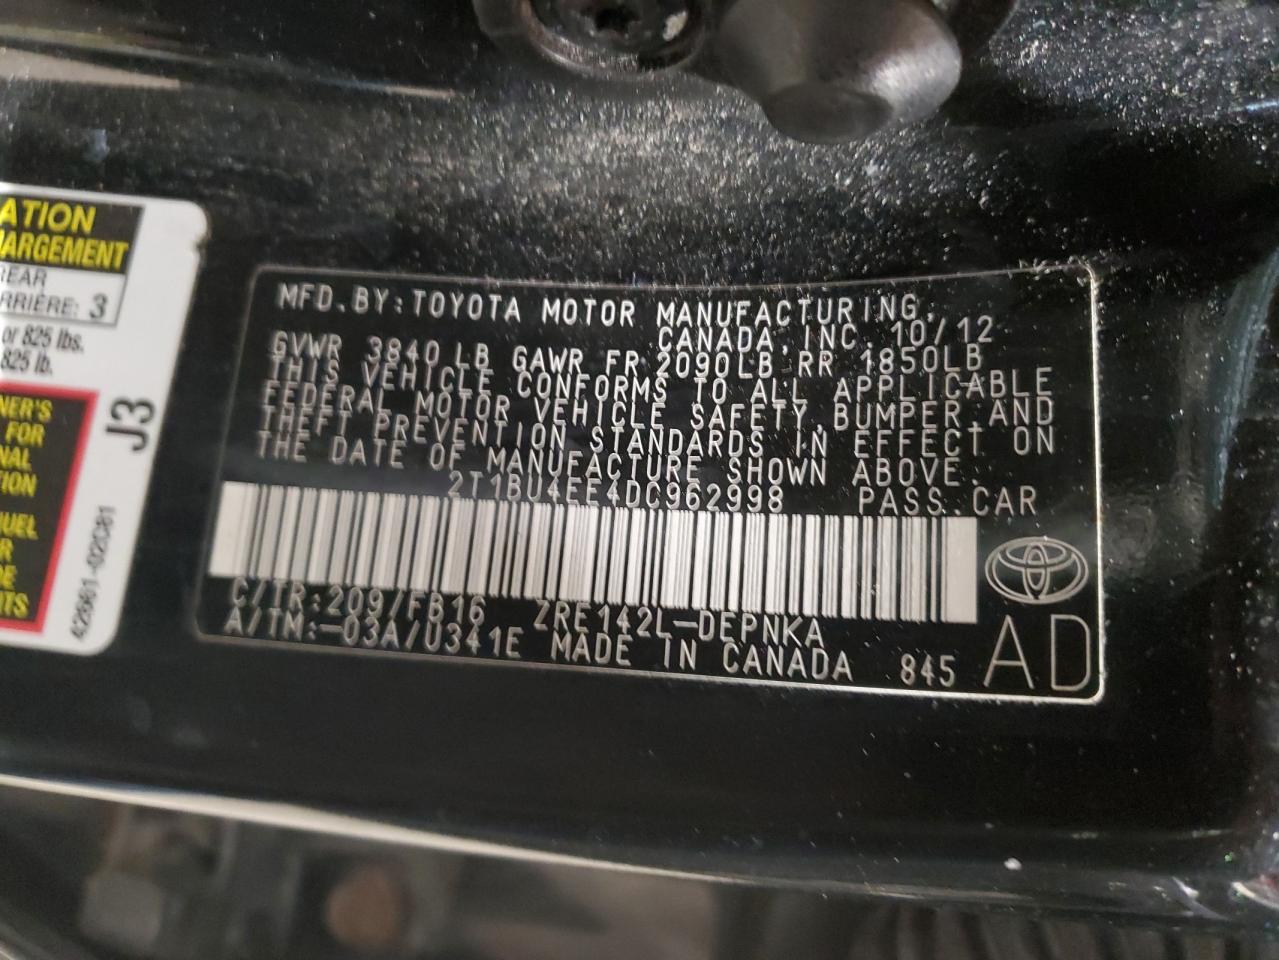 ATION
ARGEMENT
REAR
RRIÈRE: 3
or 825 lbs.
825 lb.
NER'S
FOR
NAL
TION
UEL
R
DE
ITS
J3
42661-02C81
MFD.BY:TOYOTA MOTOR MANUFACTURING,
CANADA,INC.10/12
GVWR 3840LB GAWR FR 2090LB RR 1850LB
THIS VEHICLE CONFORMS TO ALL APPLICABLE
FEDERAL MOTOR VEHICLE SAFETY,BUMPER,AND
THEFT PREVENTION STANDARDS IN EFFECT ON
THE DATE OF MANUFACTURE SHOWN ABOVE.
2T1BU4EE4DC962998 PASS.CAR
C/TR:209/FB16 ZRE142L-DEPNKA
A/TM:-03A/U341E MADE IN CANADA 845
AD